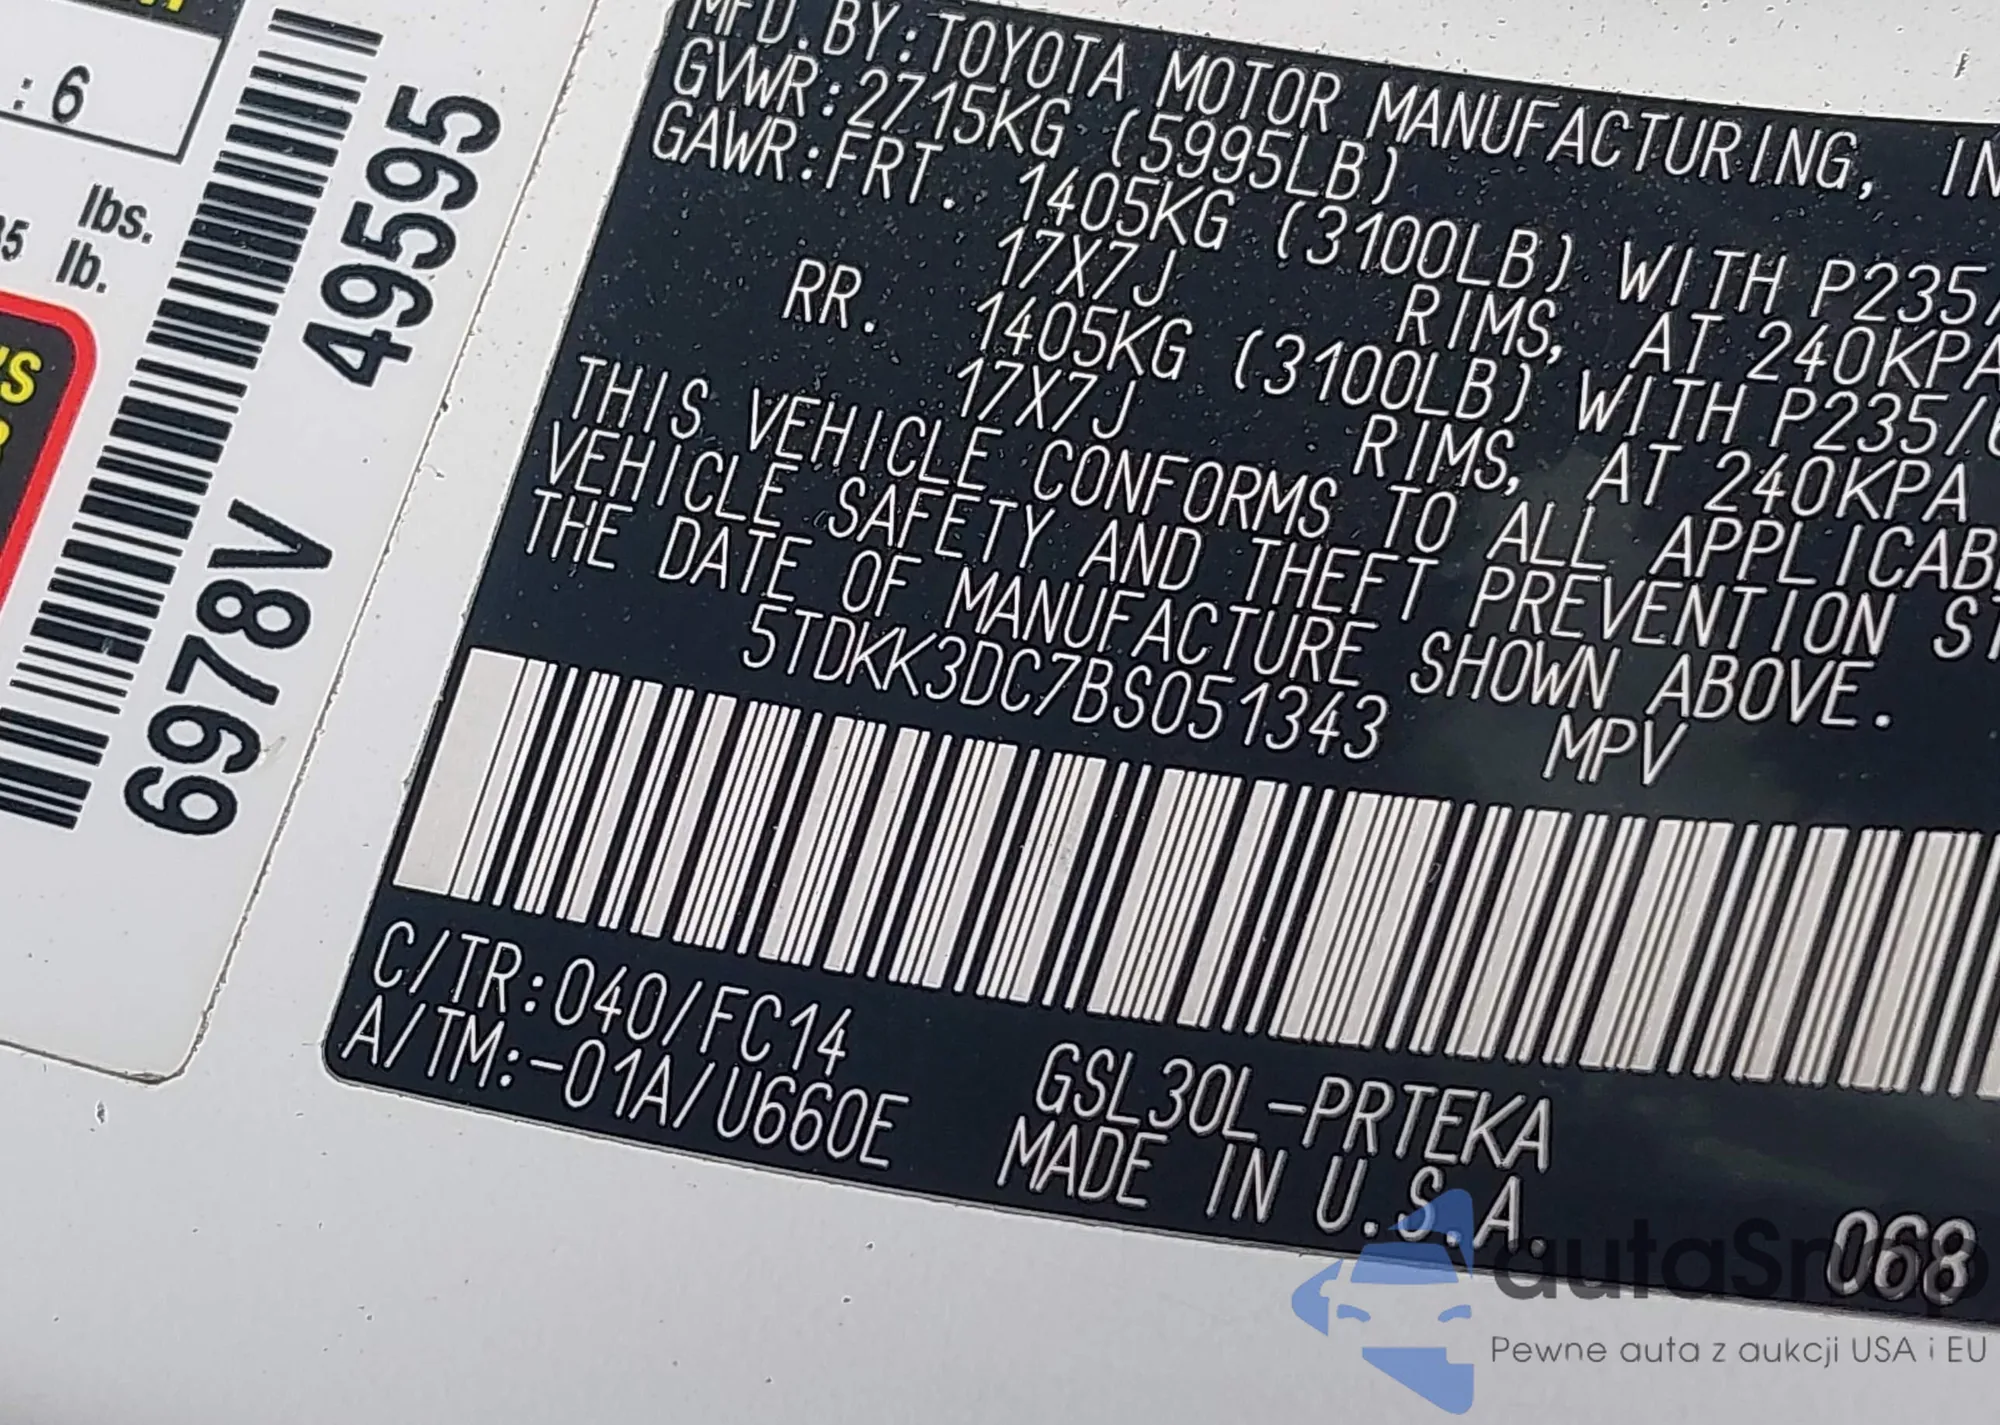 : 6
lbs.
lb.
49595
6978V
MFD.BY:TOYOTA MOTOR MANUFACTURING,
GVWR:2715KG (5995LB)
GAWR:FRT. 1405KG (3100LB) WITH P235/
17X7J RIMS, AT 240KPA
RR. 1405KG (3100LB) WITH P235/
17X7J RIMS, AT 240KPA
THIS VEHICLE CONFORMS TO ALL
VEHICLE SAFETY AND THEFT PREVENTION
THE DATE OF MANUFACTURE SHOWN ABOVE.
5TDKK3DC7BS051343 MPV
C/TR:040/FC14
A/TM:-01A/U660E
GSL30L-PRTEKA
MADE IN U.S.A.
068
autaSnap
Pewne auta z aukcji USA i EU